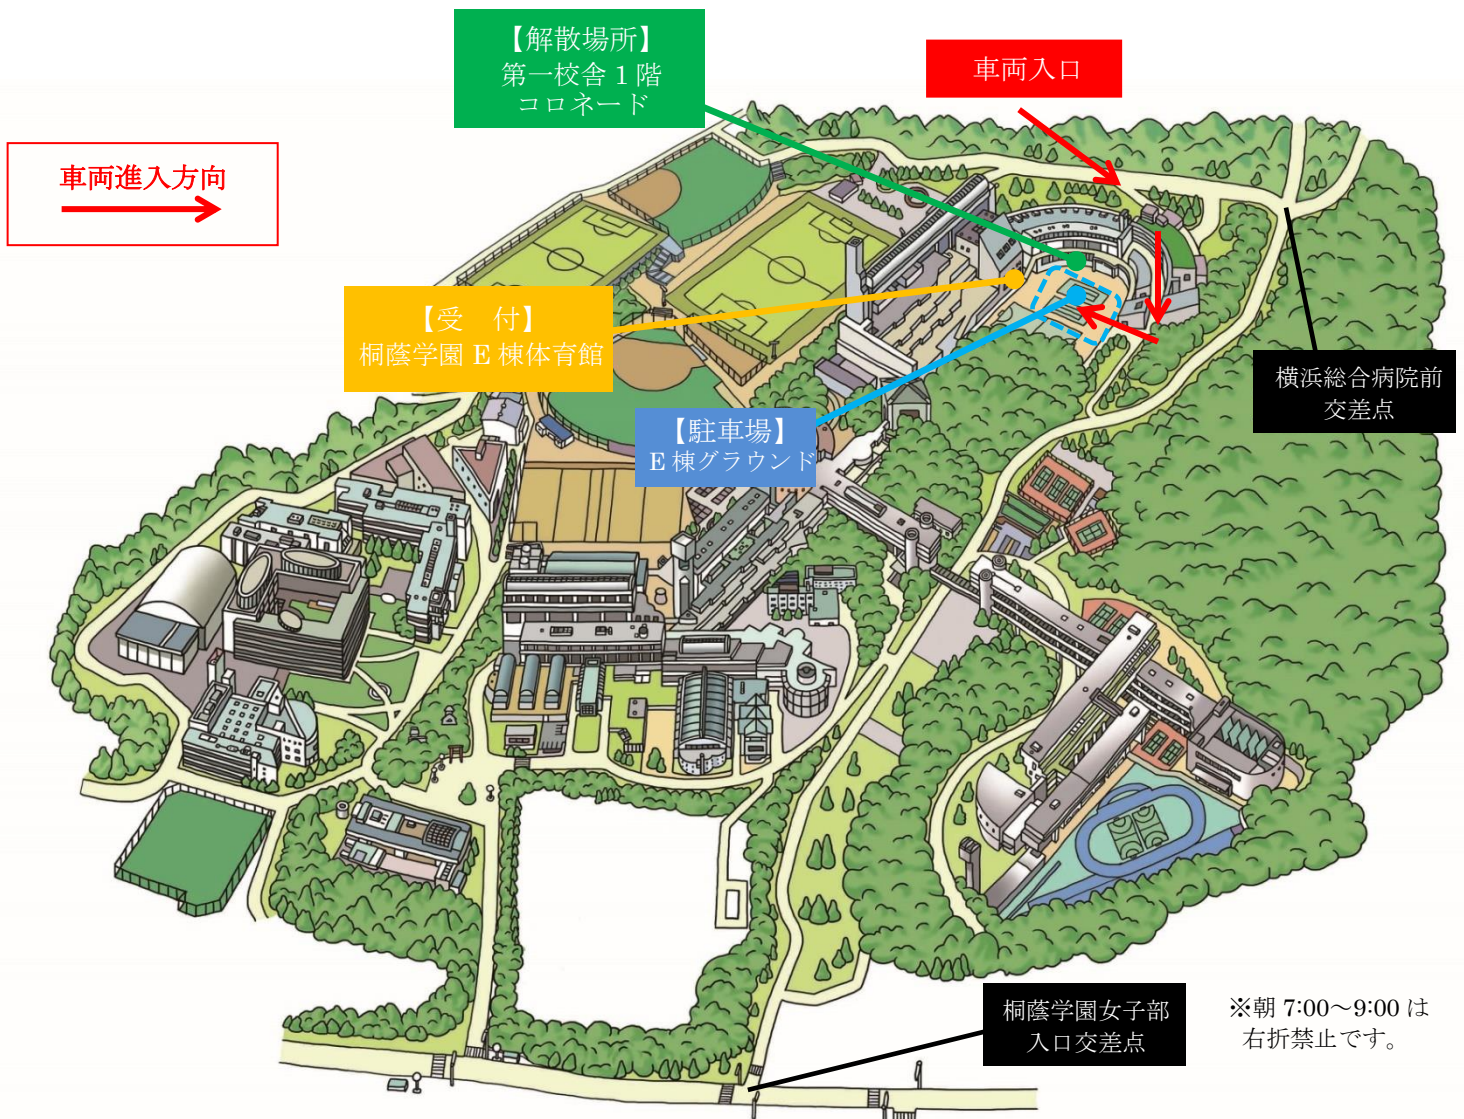 【解散場所】
第一校舎 1 階
コロネード
車両入口
車両進入方向
【受　付】
桐蔭学園 E 棟体育館
【駐車場】
E 棟グラウンド
横浜総合病院前
交差点
桐蔭学園女子部
入口交差点
※朝 7:00～9:00 は
右折禁止です。